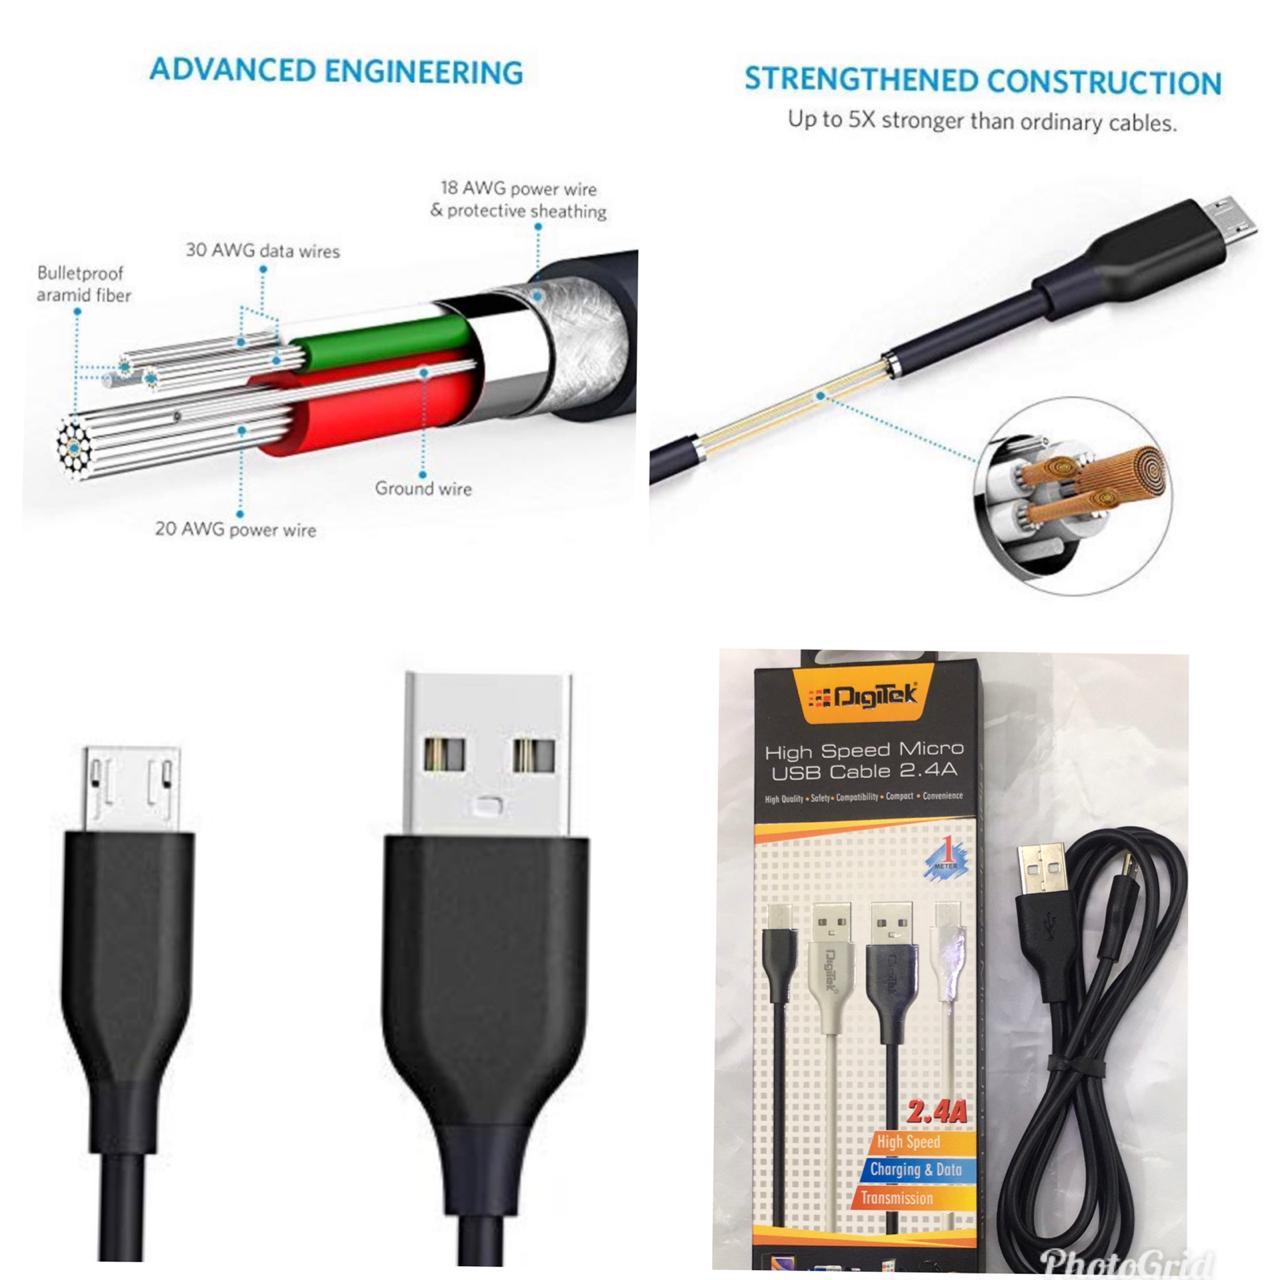 ADVANCED ENGINEERING
18 AWG power wire
& protective sheathing
30 AWG data wires
Bulletproof
aramid fiber
Ground wire
20 AWG power wire
STRENGTHENED CONSTRUCTION
Up to 5X stronger than ordinary cables.
DigiTek®
High Speed Micro
USB Cable 2.4A
High Quality • Safety • Compatibility • Compact • Convenience
1
METER
DigiTek
DigiTek
2.4A
High Speed
Charging & Data
Transmission
PhotoGrid